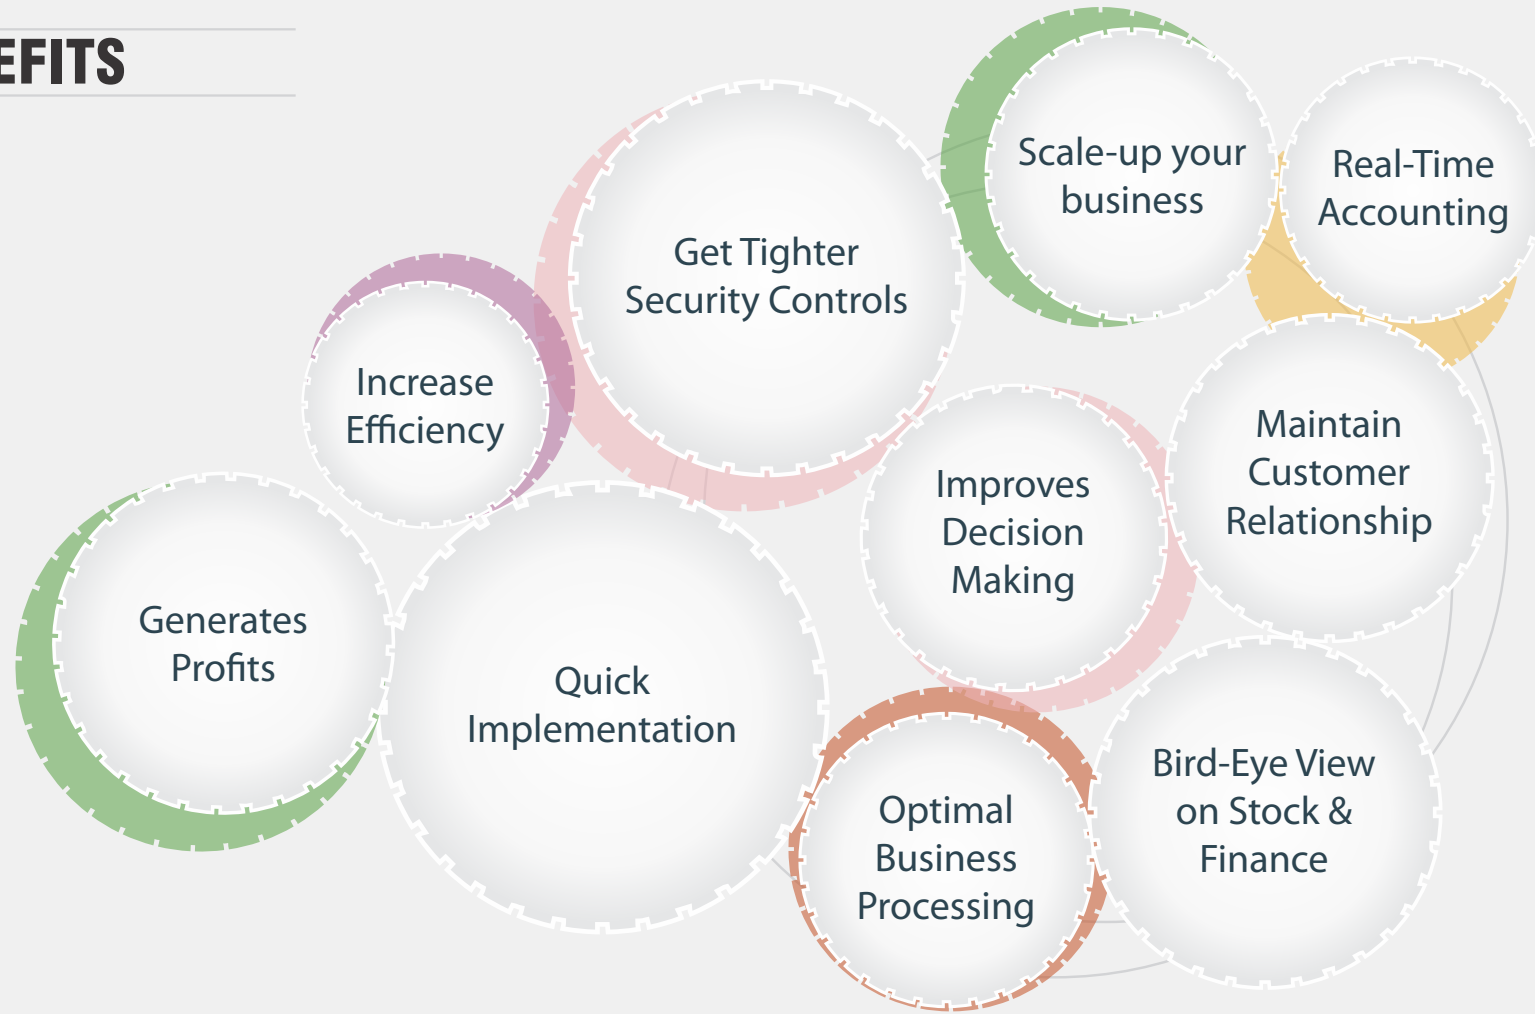 EFITS
Scale-up your
business
Real-Time
Accounting
Get Tighter
Security Controls
Increase
Efficiency
Maintain
Customer
Relationship
Improves
Decision
Making
Generates
Profits
Quick
Implementation
Bird-Eye View
on Stock &
Finance
Optimal
Business
Processing